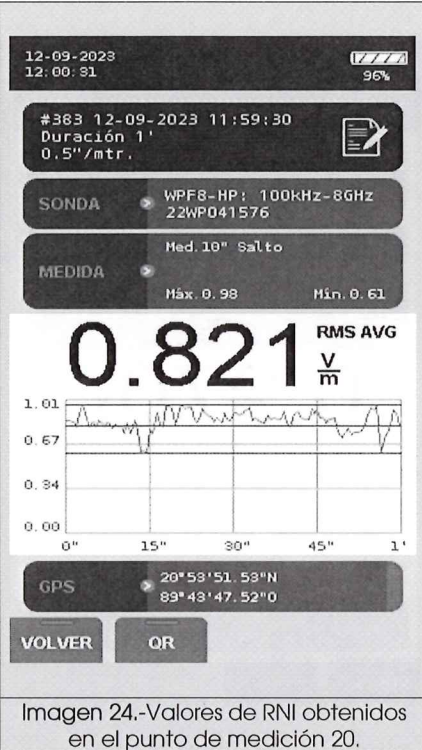 12-09-2023
12:00:31
96%
#383 12-09-2023 11:59:30
Duración 1'
0.5"/mtr.
SONDA
WPF8-HP: 100kHz-8GHz
22WP041576
MEDIDA
Med.10" Salto
Máx.0.98 Mín.0.61
0.821 RMS AVG
V
m
1.01
0.67
0.34
0.00
0" 15" 30" 45" 1'
GPS
20°53'51.53"N
89°43'47.52"O
VOLVER QR
Imagen 24.-Valores de RNI obtenidos
en el punto de medición 20.